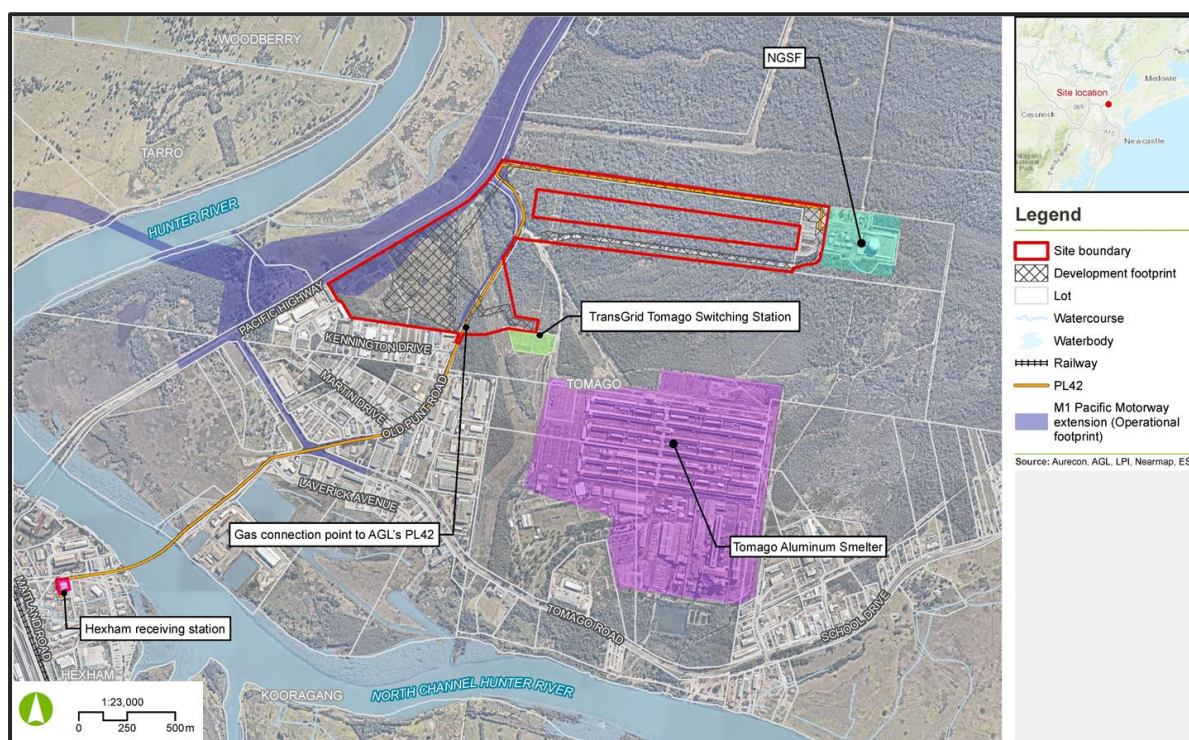 WOODBERRY
TARRO
HUNTER RIVER
NGSF
PACIFIC HIGHWAY
KENNINGTON DRIVE
TransGrid Tomago Switching Station
MARTIN DRIVE
TOMAGO
OLD PUNT ROAD
LAVERICK AVENUE
Gas connection point to AGL's PL42
Tomago Aluminum Smelter
MAITLAND ROAD
Hexham receiving station
TOMAGO ROAD
SCHOOL DRIVE
HEXHAM
KOORAGANG
NORTH CHANNEL HUNTER RIVER
1:23,000
0 250 500m
Hunter River
Medowie
Site location
Cessnock
Newcastle
Legend
Site boundary
Development footprint
Lot
Watercourse
Waterbody
Railway
PL42
M1 Pacific Motorway
extension (Operational
footprint)
Source: Aurecon, AGL, LPI, Nearmap, ES